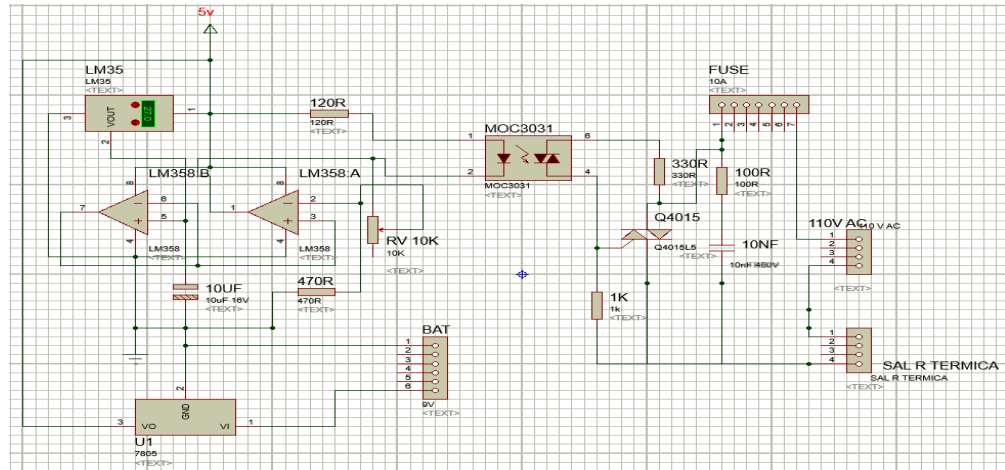 5v
LM35
LM35
<TEXT>
3
VOUT
27.0
1
2
120R
120R
<TEXT>
MOC3031
1
6
2
4
MOC3031
<TEXT>
FUSE
10A
<TEXT>
1
2
3
4
5
6
7
330R
330R
<TEXT>
100R
100R
<TEXT>
LM358:B
8
7
6
5
4
LM358
<TEXT>
LM358:A
8
1
2
3
4
LM358
<TEXT>
RV 10K
10K
<TEXT>
Q4015
Q4015L5
<TEXT>
10NF
<TEXT>
110V AC
110 V AC
1
2
3
4
<TEXT>
10UF
10uF 16V
<TEXT>
470R
470R
<TEXT>
1K
1k
<TEXT>
BAT
1
2
3
4
5
6
9V
<TEXT>
1
2
3
4
SAL R TERMICA
SAL R TERMICA
<TEXT>
2
GND
3
VO
VI
1
U1
7805
<TEXT>